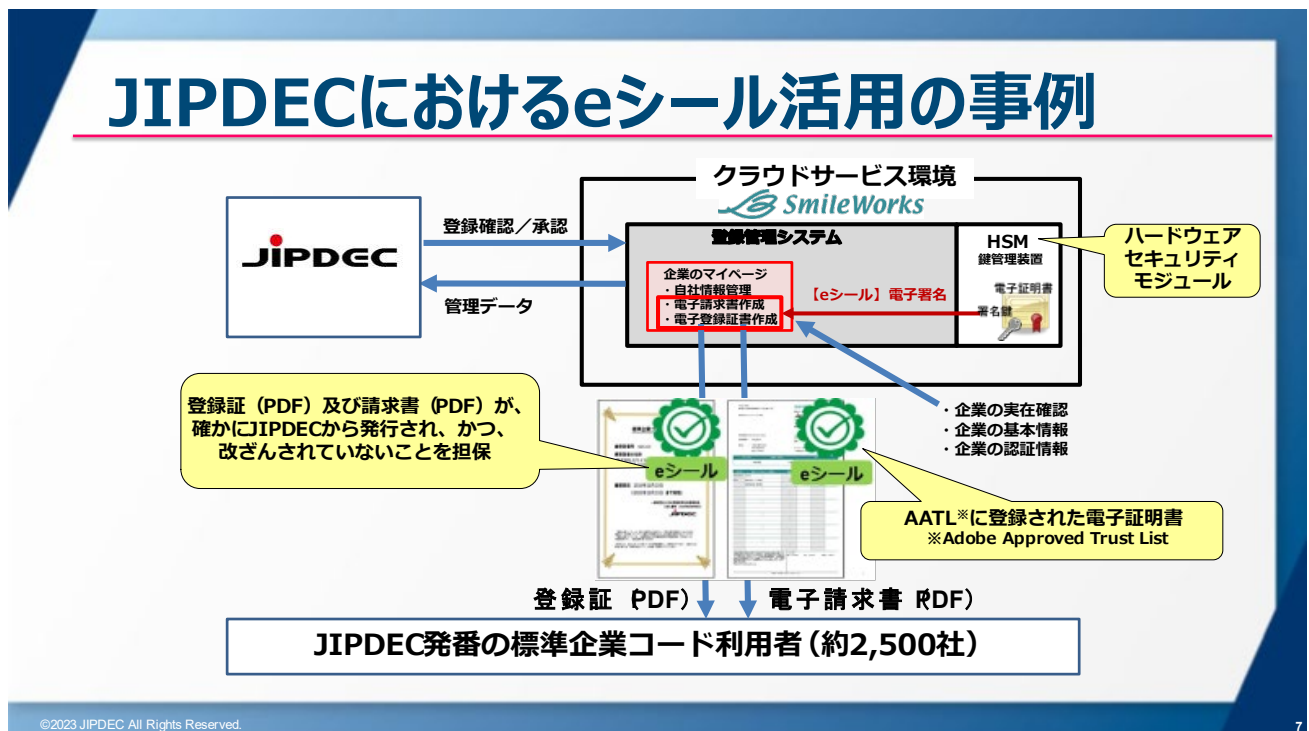 JIPDECにおけるeシール活用の事例
クラウドサービス環境
SmileWorks
JIPDEC
登録確認／承認
管理データ
登録管理システム
企業のマイページ
・自社情報管理
・電子請求書作成
・電子登録証書作成
【eシール】電子署名
HSM
鍵管理装置
電子証明書
署名鍵
ハードウェア
セキュリティ
モジュール
登録証（PDF）及び請求書（PDF）が、
確かにJIPDECから発行され、かつ、
改ざんされていないことを担保
eシール
eシール
・企業の実在確認
・企業の基本情報
・企業の認証情報
AATL※に登録された電子証明書
※Adobe Approved Trust List
JIPDEC
登録証（PDF）
電子請求書（PDF）
JIPDEC発番の標準企業コード利用者（約2,500社）
©2023 JIPDEC All Rights Reserved.
7